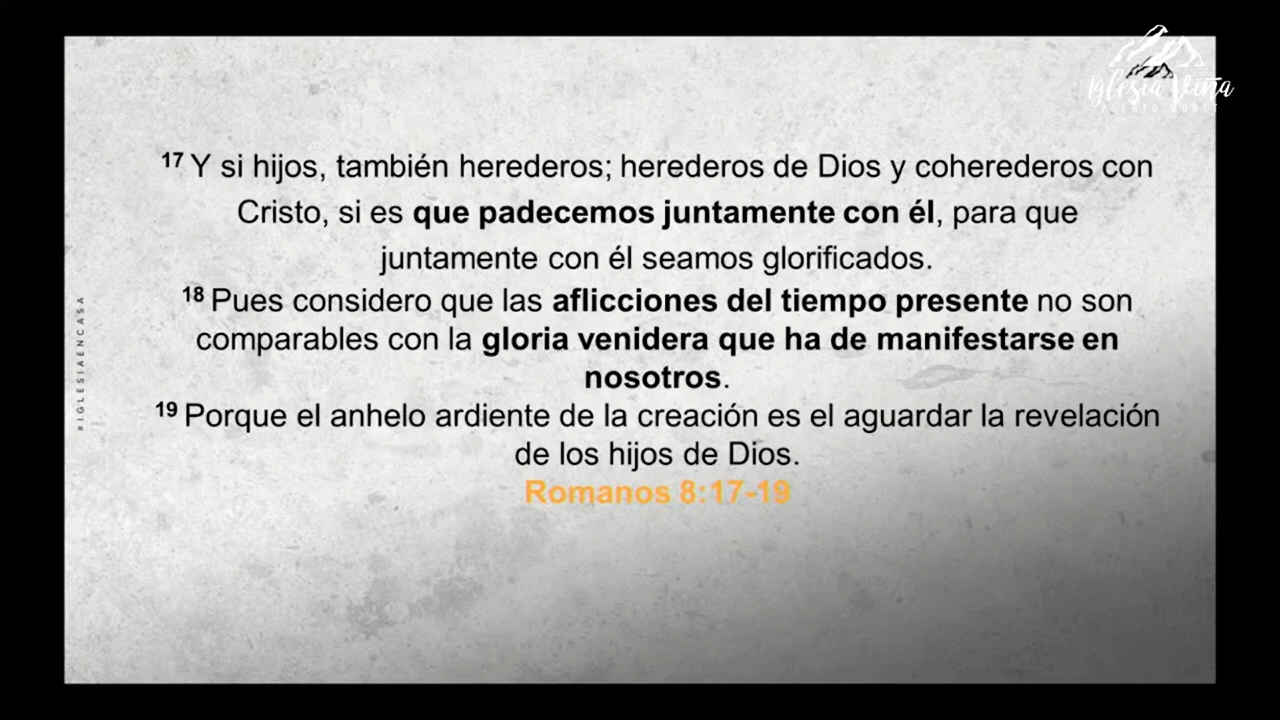 Iglesia Viña
PUERTO MONTT
17 Y si hijos, también herederos; herederos de Dios y coherederos con
Cristo, si es que padecemos juntamente con él, para que
juntamente con él seamos glorificados.
18 Pues considero que las aflicciones del tiempo presente no son
comparables con la gloria venidera que ha de manifestarse en
nosotros.
19 Porque el anhelo ardiente de la creación es el aguardar la revelación
de los hijos de Dios.
Romanos 8:17-19
#IGLESIAENCASA